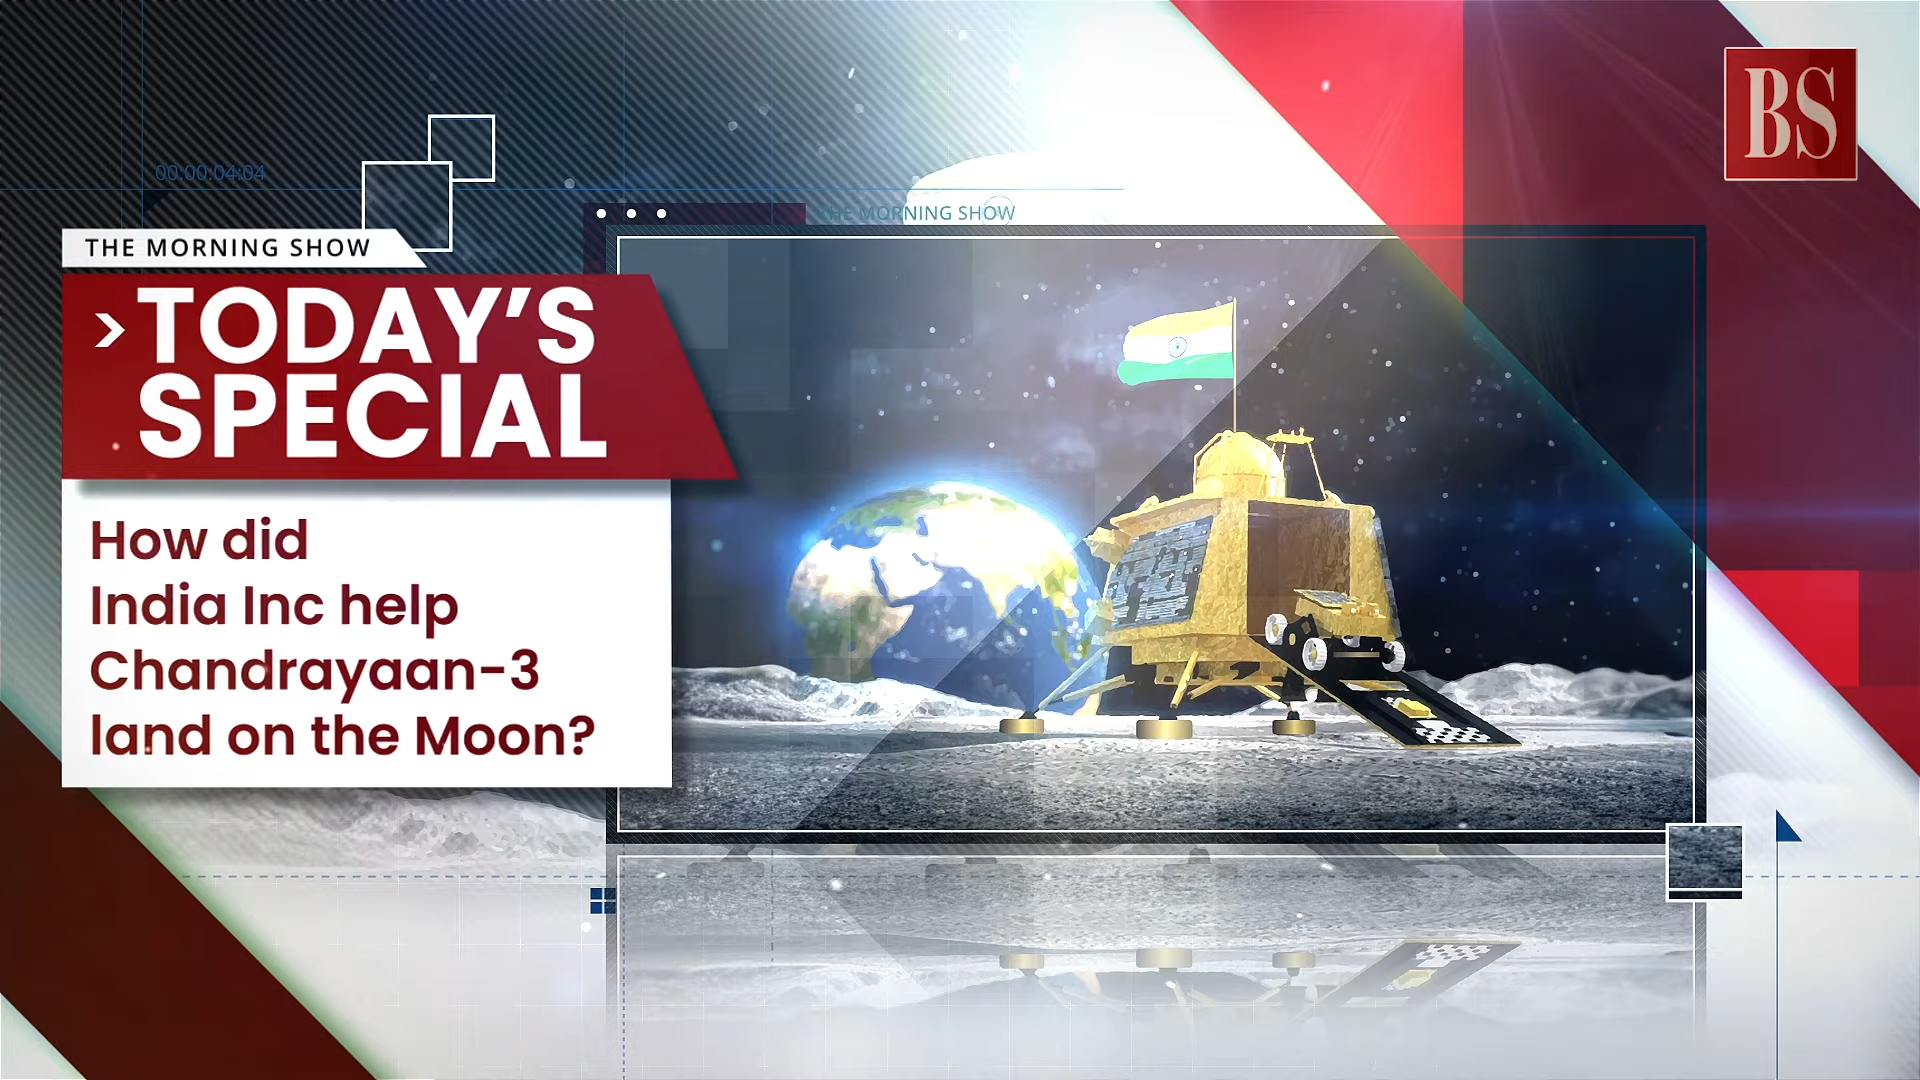 BS
00:00:04:04
THE MORNING SHOW
THE MORNING SHOW
TODAY'S
SPECIAL
How did
India Inc help
Chandrayaan-3
land on the Moon?